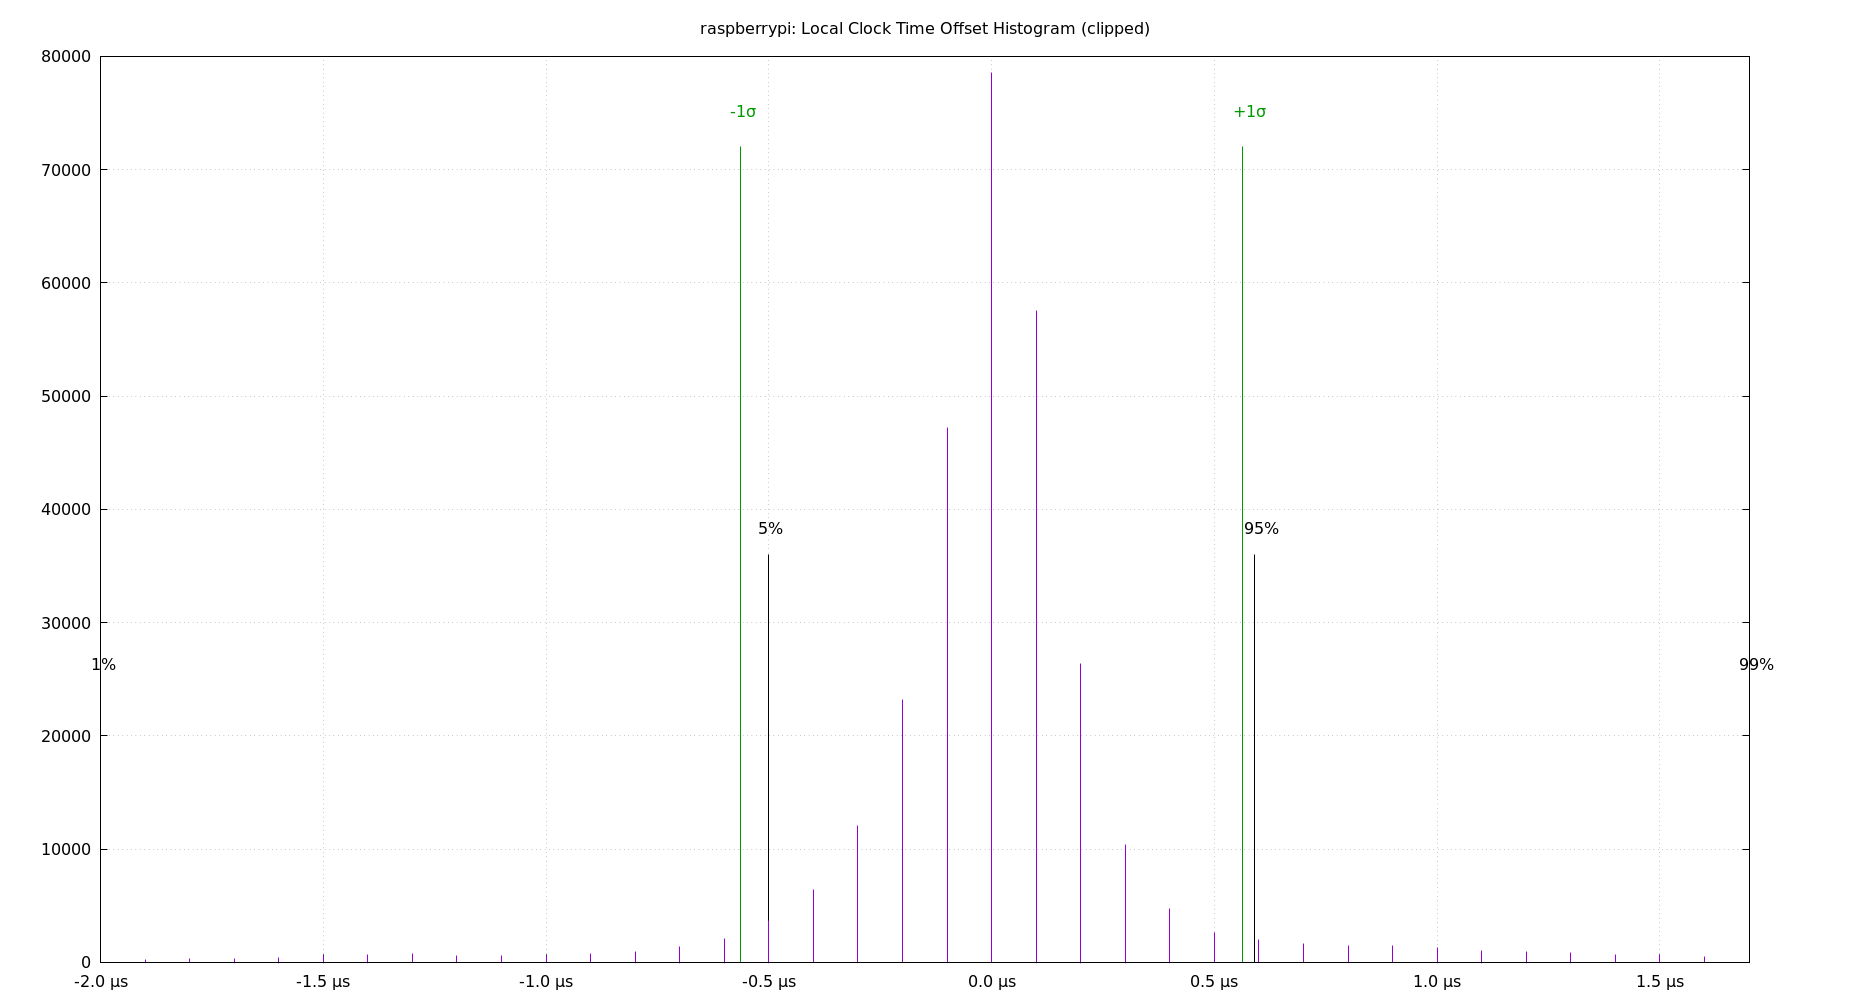 raspberrypi: Local Clock Time Offset Histogram (clipped)
80000
-1σ
+1σ
70000
60000
50000
40000
5%
95%
30000
1%
99%
20000
10000
0
-2.0 µs
-1.5 µs
-1.0 µs
-0.5 µs
0.0 µs
0.5 µs
1.0 µs
1.5 µs